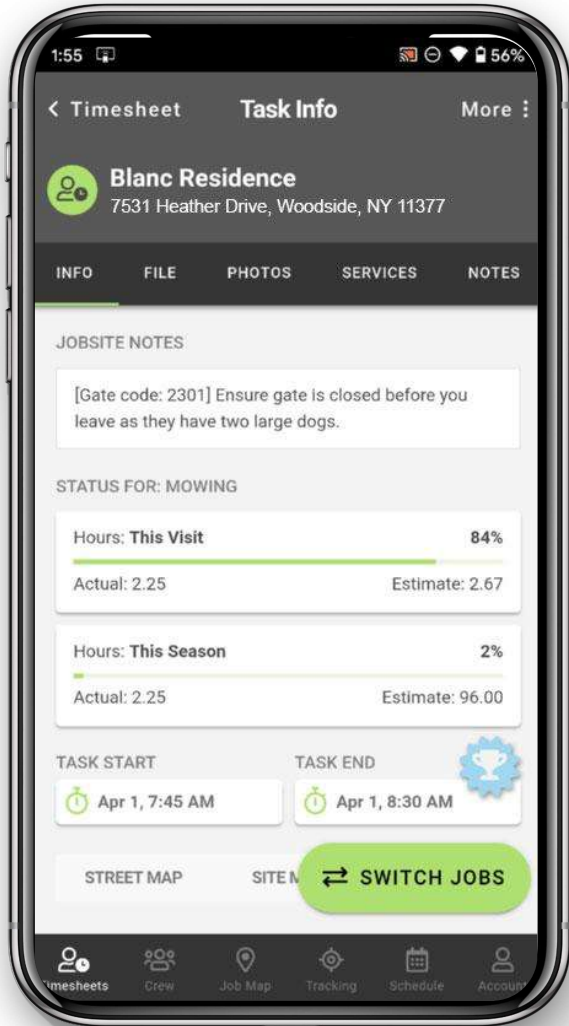 1:55
56%
Timesheet
Task Info
More
Blanc Residence
7531 Heather Drive, Woodside, NY 11377
INFO
FILE
PHOTOS
SERVICES
NOTES
JOBSITE NOTES
[Gate code: 2301] Ensure gate is closed before you
leave as they have two large dogs.
STATUS FOR: MOWING
Hours: This Visit
84%
Actual: 2.25
Estimate: 2.67
Hours: This Season
2%
Actual: 2.25
Estimate: 96.00
TASK START
TASK END
Apr 1, 7:45 AM
Apr 1, 8:30 AM
STREET MAP
SITE M
SWITCH JOBS
imesheets
Crew
Job Map
Tracking
Schedule
Account